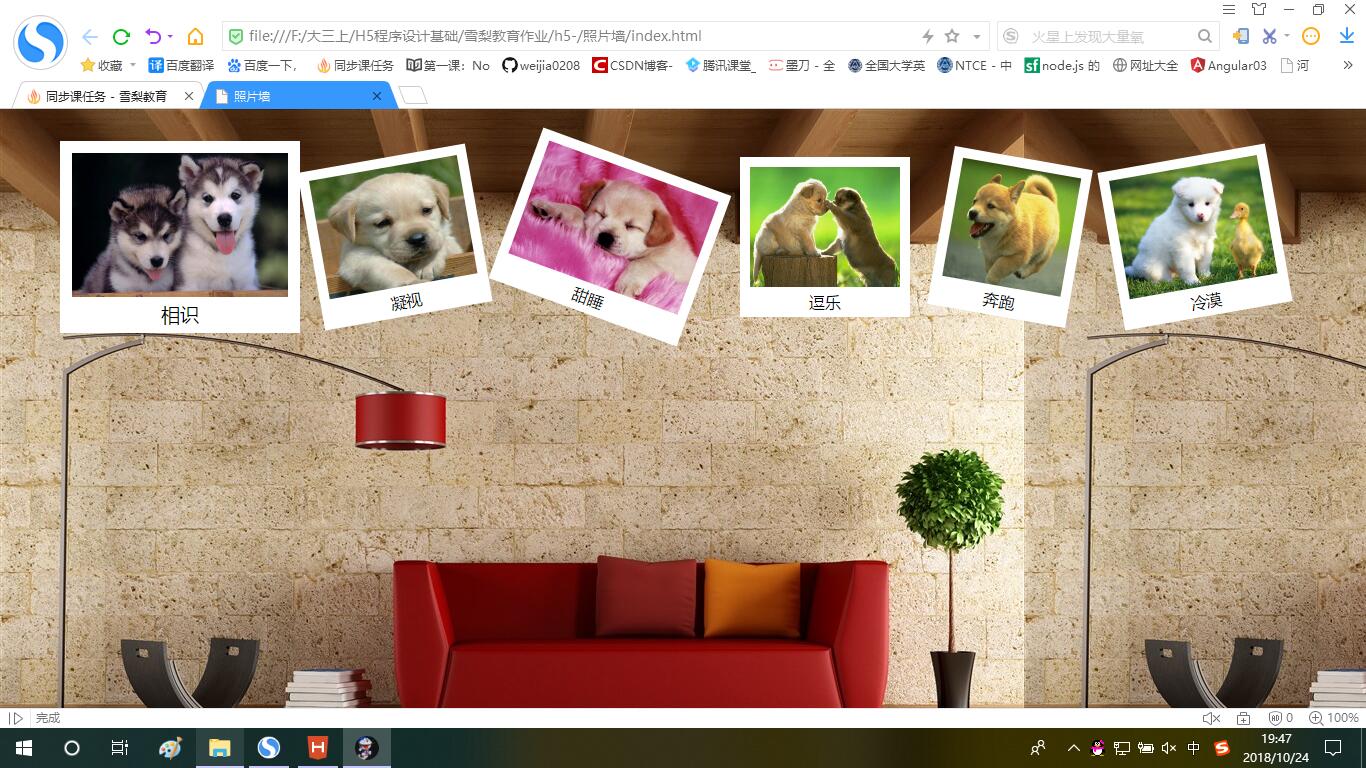 file:///F:/大三上/H5程序设计基础/雪梨教育作业/h5-/照片墙/index.html
火星上发现大量氦
收藏 译 百度翻译 百度一下, 同步课任务 第一课：No weijia0208 C CSDN博客- 腾讯课堂_ 墨刀 - 全 全国大学英 NTCE - 中 sf node.js 的 网址大全 A Angular03 河 »
同步课任务 - 雪梨教育
照片墙
相识
凝视
甜睡
逗乐
奔跑
冷漠
完成
0
100%
H
中
S
19:47
2018/10/24